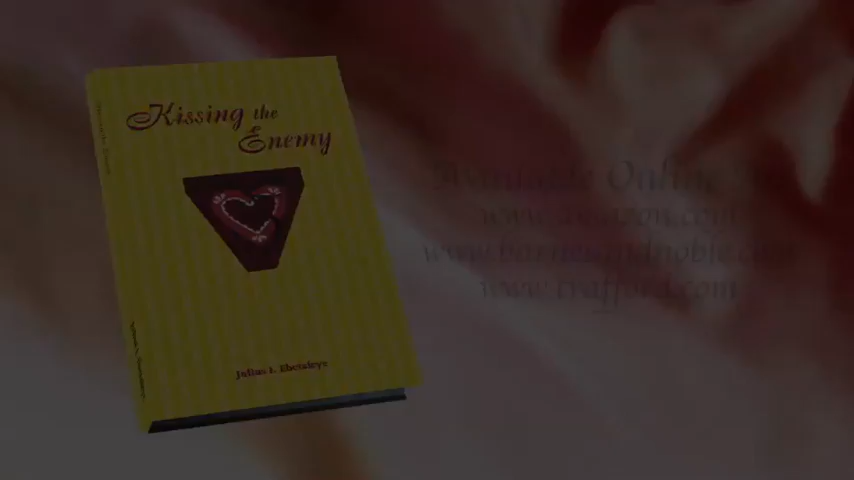 Kissing the
Enemy
Available Online
www.amazon.com
www.barnesandnoble.com
www.trafford.com